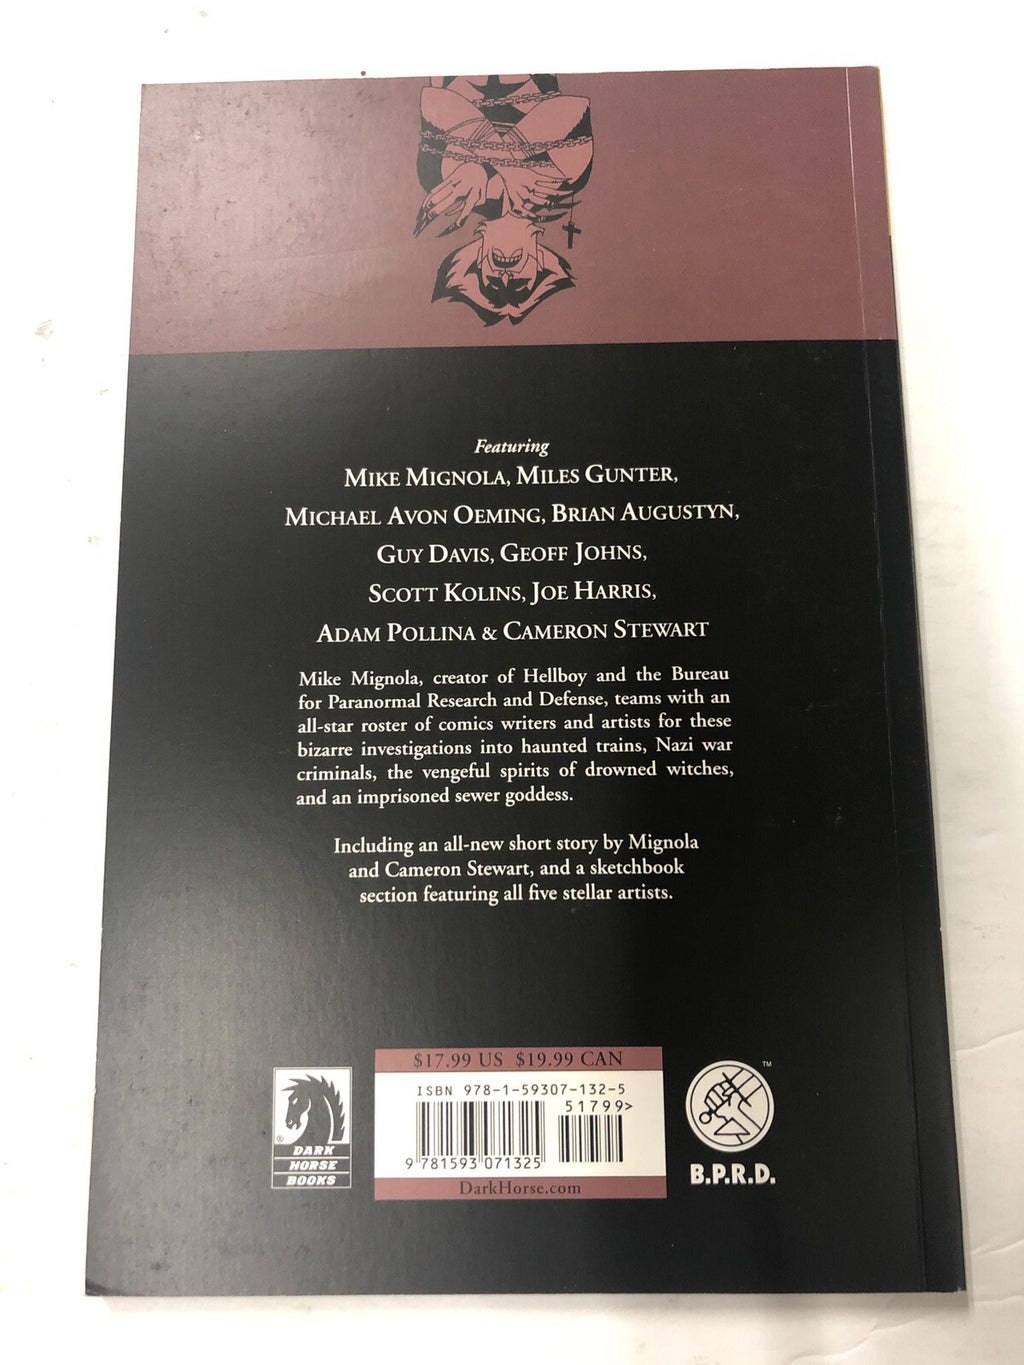 Featuring
MIKE MIGNOLA, MILES GUNTER,
MICHAEL AVON OEMING, BRIAN AUGUSTYN,
GUY DAVIS, GEOFF JOHNS,
SCOTT KOLINS, JOE HARRIS,
ADAM POLLINA & CAMERON STEWART
Mike Mignola, creator of Hellboy and the Bureau
for Paranormal Research and Defense, teams with an
all-star roster of comics writers and artists for these
bizarre investigations into haunted trains, Nazi war
criminals, the vengeful spirits of drowned witches,
and an imprisoned sewer goddess.
Including an all-new short story by Mignola
and Cameron Stewart, and a sketchbook
section featuring all five stellar artists.
$17.99 US $19.99 CAN
ISBN 978-1-59307-132-5
51799>
9 781593 071325
DarkHorse.com
®
DARK
HORSE
BOOKS
™
B.P.R.D.